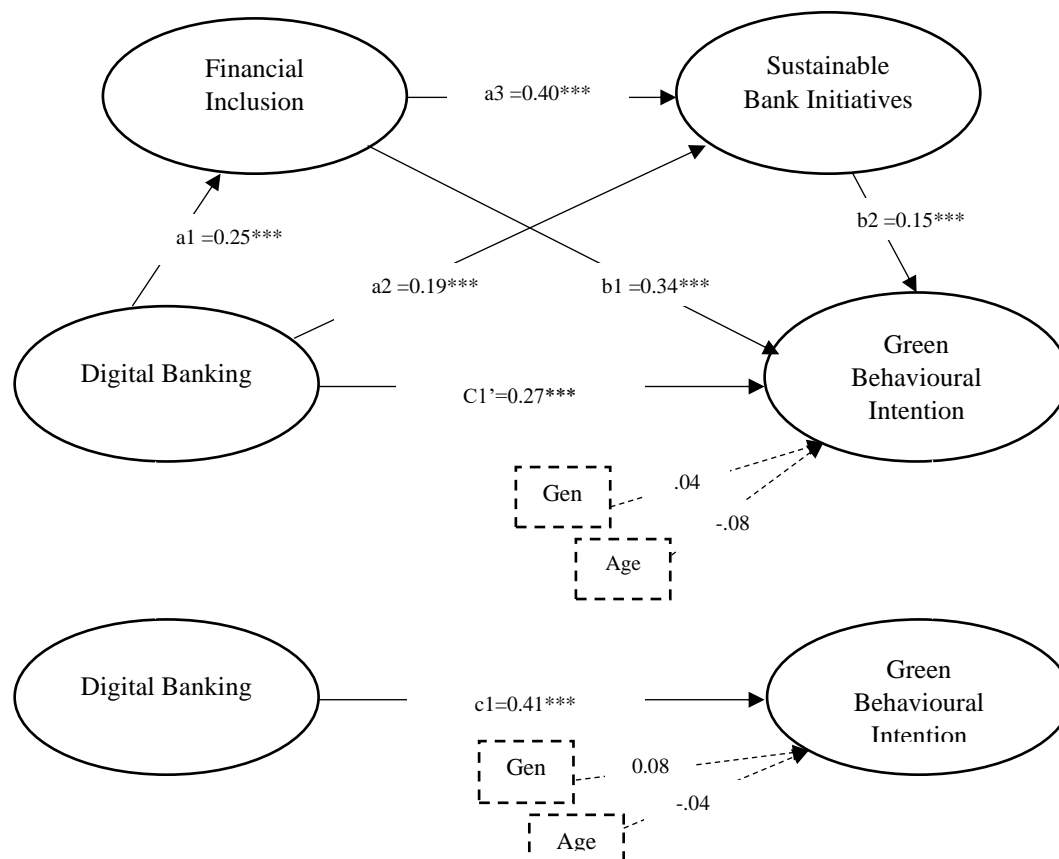 Financial
Inclusion
Sustainable
Bank Initiatives
a3 =0.40***
a1 =0.25***
b2 =0.15***
a2 =0.19***
b1 =0.34***
Digital Banking
Green
Behavioural
Intention
C1’=0.27***
Gen
.04
Age
-.08
Digital Banking
Green
Behavioural
Intention
c1=0.41***
Gen
0.08
Age
-.04